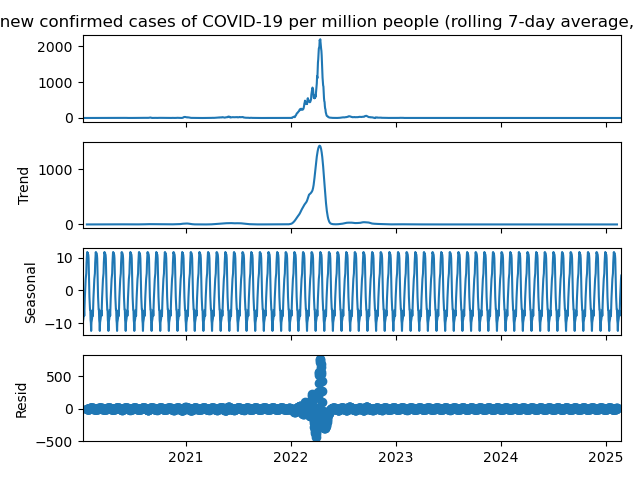 new confirmed cases of COVID-19 per million people (rolling 7-day average,
2000
1000
0
Trend
1000
0
Seasonal
10
0
−10
Resid
500
0
−500
2021 2022 2023 2024 2025